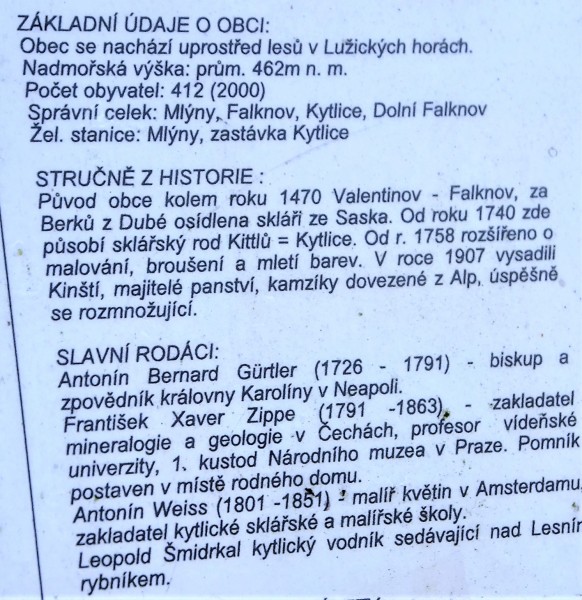 ZÁKLADNÍ ÚDAJE O OBCI:
Obec se nachází uprostřed lesů v Lužických horách.
Nadmořská výška: prům. 462m n. m.
Počet obyvatel: 412 (2000)
Správní celek: Mlýny, Falknov, Kytlice, Dolní Falknov
Žel. stanice: Mlýny, zastávka Kytlice
STRUČNĚ Z HISTORIE :
Původ obce kolem roku 1470 Valentinov - Falknov, za
Berků z Dubé osídlena skláři ze Saska. Od roku 1740 zde
působí sklářský rod Kittlů = Kytlice. Od r. 1758 rozšířeno o
malování, broušení a mletí barev. V roce 1907 vysadili
Kinští, majitelé panství, kamzíky dovezené z Alp, úspěšně
se rozmnožující.
SLAVNÍ RODÁCI:
Antonín Bernard Gürtler (1726 - 1791) - biskup a
zpovědník královny Karolíny v Neapoli.
František Xaver Zippe (1791 -1863) - zakladatel
mineralogie a geologie v Čechách, profesor vídeňské
univerzity, 1. kustod Národního muzea v Praze. Pomník
postaven v místě rodného domu.
Antonín Weiss (1801 -1851) - malíř květin v Amsterdamu,
zakladatel kytlické sklářské a malířské školy.
Leopold Šmidrkal kytlický vodník sedávající nad Lesním
rybníkem.